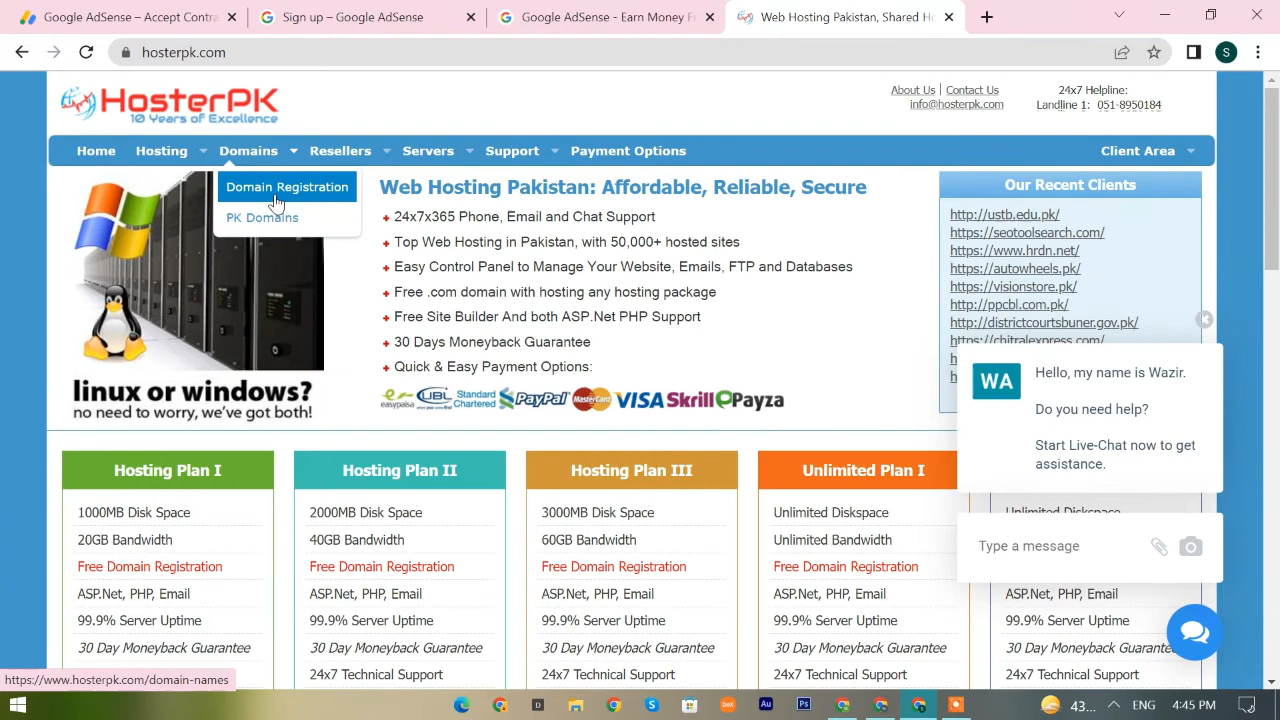 Google AdSense – Accept Contra
Sign up – Google AdSense
Google AdSense - Earn Money F
Web Hosting Pakistan, Shared Ho
hosterpk.com
S
HosterPK
10 Years of Excellence
About Us | Contact Us
info@hosterpk.com
24x7 Helpline:
Landline 1: 051-8950184
Home
Hosting
Domains
Resellers
Servers
Support
Payment Options
Client Area
Domain Registration
PK Domains
linux or windows?
no need to worry, we've got both!
Web Hosting Pakistan: Affordable, Reliable, Secure
24x7x365 Phone, Email and Chat Support
Top Web Hosting in Pakistan, with 50,000+ hosted sites
Easy Control Panel to Manage Your Website, Emails, FTP and Databases
Free .com domain with hosting any hosting package
Free Site Builder And both ASP.Net PHP Support
30 Days Moneyback Guarantee
Quick & Easy Payment Options:
easypaisa UBL Standard Chartered PayPal MasterCard VISA Skrill Payza
Our Recent Clients
http://ustb.edu.pk/
https://seotoolsearch.com/
https://www.hrdn.net/
https://autowheels.pk/
https://visionstore.pk/
http://ppcbl.com.pk/
http://districtcourtsbuner.gov.pk/
https://chitralexpress.com/
WA
Hello, my name is Wazir.
Do you need help?
Start Live-Chat now to get
assistance.
Type a message
Hosting Plan I
1000MB Disk Space
20GB Bandwidth
Free Domain Registration
ASP.Net, PHP, Email
99.9% Server Uptime
30 Day Moneyback Guarantee
Hosting Plan II
2000MB Disk Space
40GB Bandwidth
Free Domain Registration
ASP.Net, PHP, Email
99.9% Server Uptime
30 Day Moneyback Guarantee
24x7 Technical Support
Hosting Plan III
3000MB Disk Space
60GB Bandwidth
Free Domain Registration
ASP.Net, PHP, Email
99.9% Server Uptime
30 Day Moneyback Guarantee
24x7 Technical Support
Unlimited Plan I
Unlimited Diskspace
Unlimited Bandwidth
Free Domain Registration
ASP.Net, PHP, Email
99.9% Server Uptime
30 Day Moneyback Guarantee
24x7 Technical Support
Unlimited Diskspace
ASP.Net, PHP, Email
99.9% Server Uptime
30 Day Moneyback Guarantee
24x7 Technical Support
https://www.hosterpk.com/domain-names
D
S
DeX
Au
Ps
43...
ENG
4:45 PM